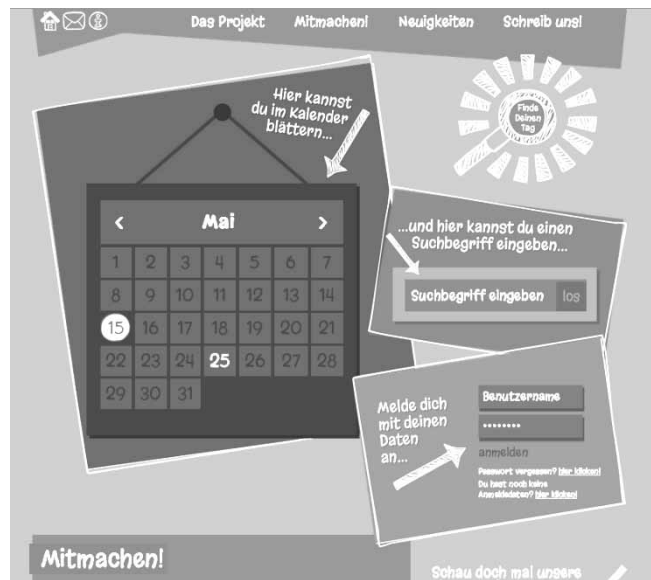 Das Projekt Mitmachen! Neuigkeiten Schreib uns!
Hier kannst
du im Kalender
blättern...
Finde
Deinen
Tag
< Mai >
1 2 3 4 5 6 7
8 9 10 11 12 13 14
15 16 17 18 19 20 21
22 23 24 25 26 27 28
29 30 31
...und hier kannst du einen
Suchbegriff eingeben...
Suchbegriff eingeben los
Melde dich
mit deinen
Daten
an...
Benutzername
••••••••
anmelden
Passwort vergessen? hier klicken!
Du hast noch keine
Anmeldedaten? hier klicken!
Mitmachen!
Schau doch mal unsere